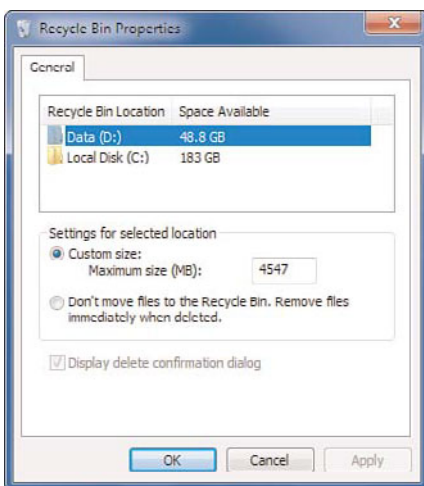 Recycle Bin Properties
General
Recycle Bin Location Space Available
Data (D:) 48.8 GB
Local Disk (C:) 183 GB
Settings for selected location
Custom size:
Maximum size (MB): 4547
Don't move files to the Recycle Bin. Remove files
immediately when deleted.
Display delete confirmation dialog
OK Cancel Apply